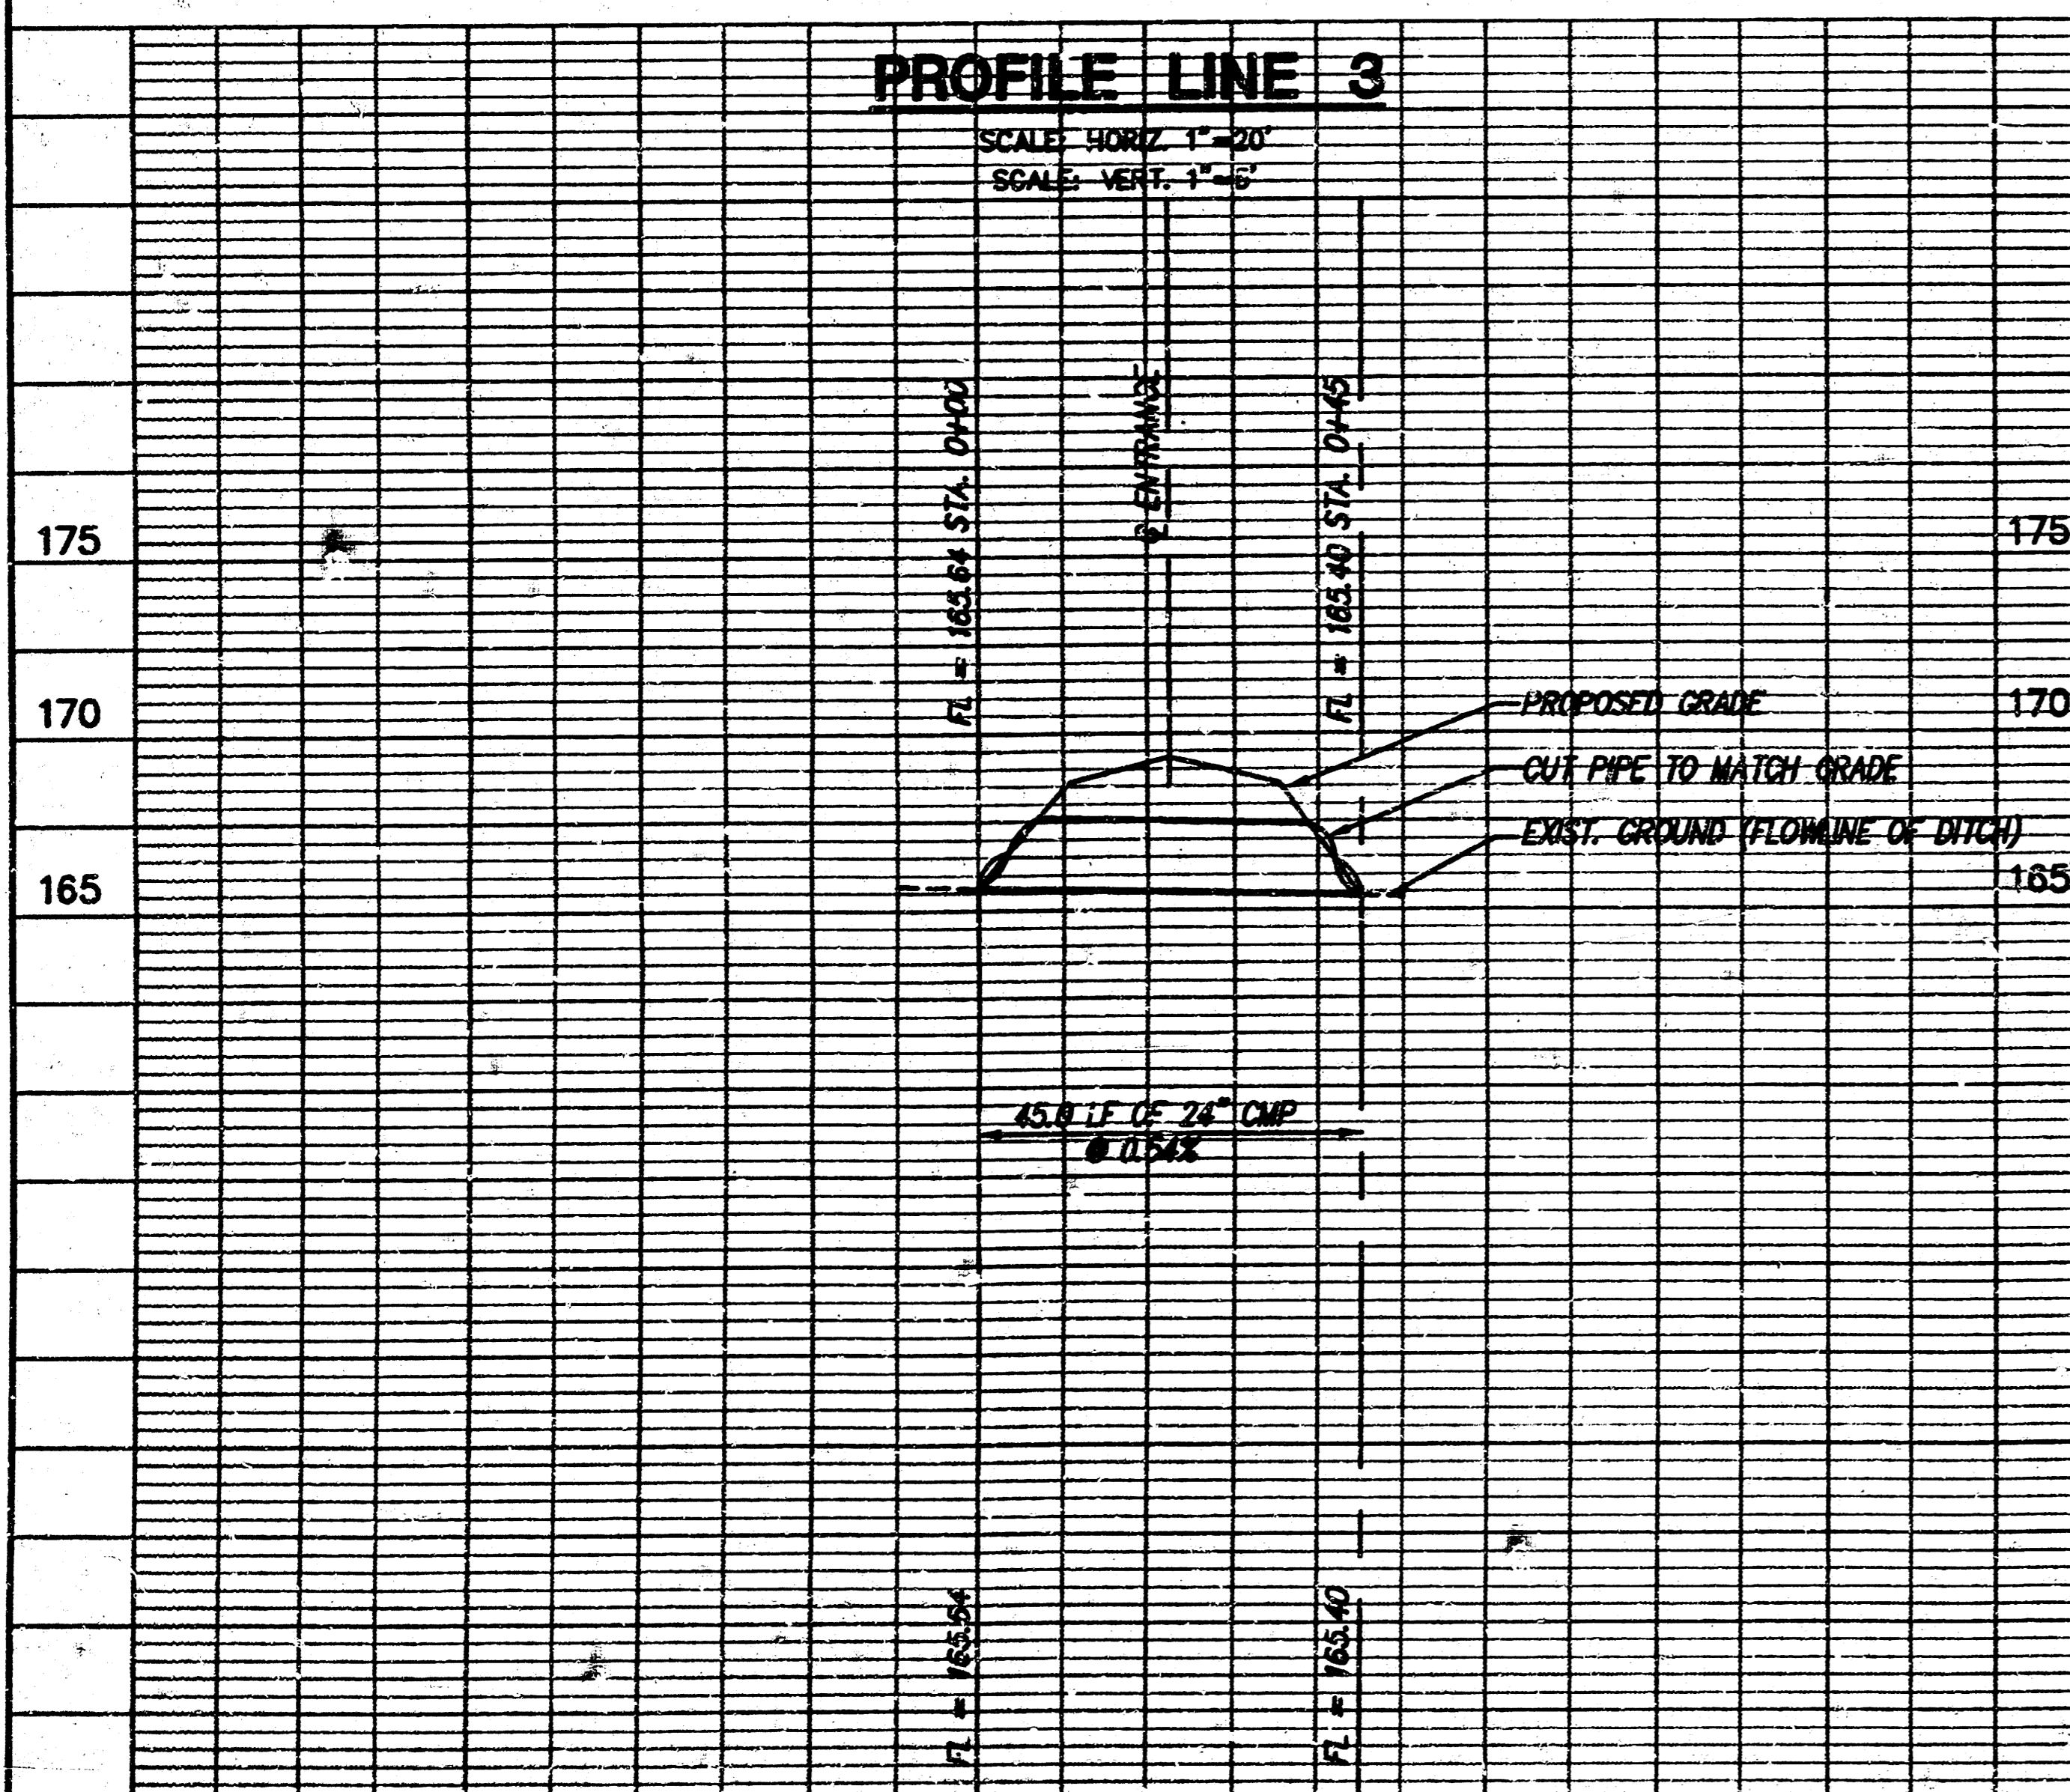 PROFILE LINE 3
SCALE: HORIZ. 1"=20'
SCALE: VERT. 1"=5'
FL = 165.64 STA. 0+00
℄ ENTRANCE
FL = 165.40 STA. 0+45
175
175
170
170
PROPOSED GRADE
CUT PIPE TO MATCH GRADE
EXIST. GROUND (FLOWLINE OF DITCH)
165
165
45.0 LF OF 24" CMP
@ 0.54%
FL = 165.64
FL = 165.40